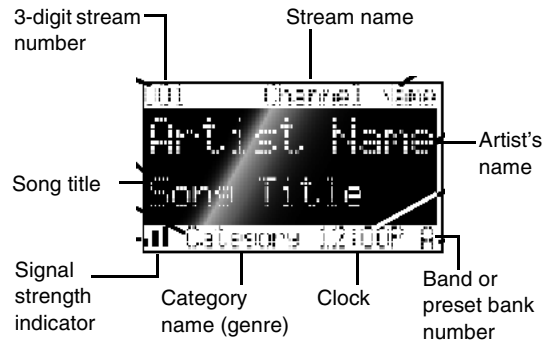 3-digit stream number
Stream name
001 Channel Name
Artist Name
Artist's name
Song title
Song Title
Category 12:00P A
Signal strength indicator
Category name (genre)
Clock
Band or preset bank number